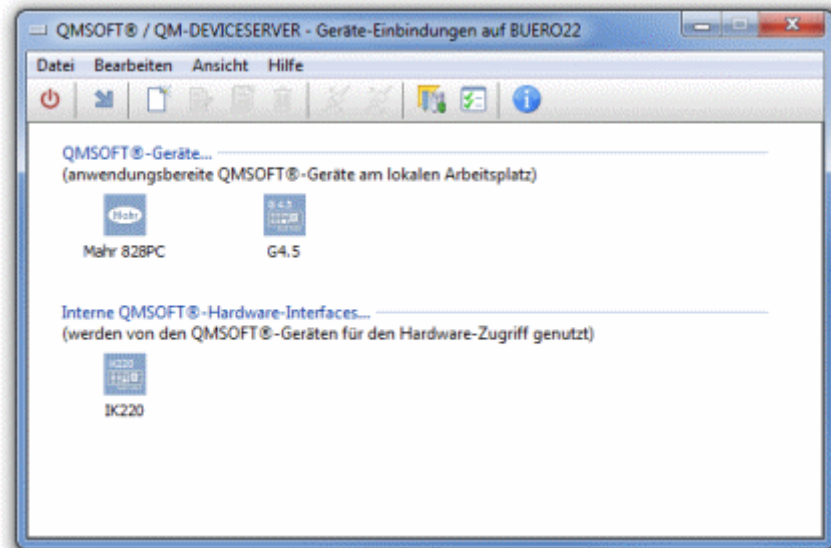 QMSOFT® / QM-DEVICESERVER - Geräte-Einbindungen auf BUERO22
Datei Bearbeiten Ansicht Hilfe
QMSOFT®-Geräte...
(anwendungsbereite QMSOFT®-Geräte am lokalen Arbeitsplatz)
Mahr
G 4.5
Mahr 828PC
G4.5
Interne QMSOFT®-Hardware-Interfaces...
(werden von den QMSOFT®-Geräten für den Hardware-Zugriff genutzt)
IK220
IK220